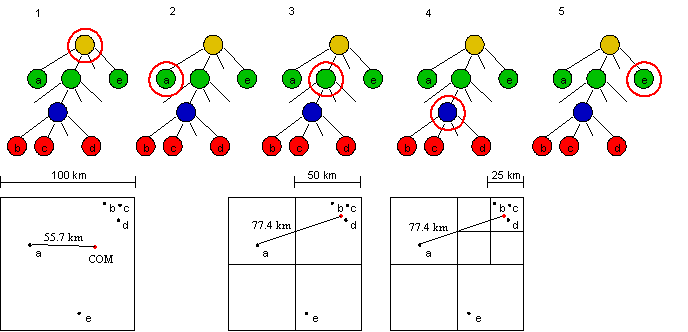 1 2 3 4 5
a e a e a e a e a e
b c d b c d b c d b c d b c d
100 km 50 km 25 km
b c b c b c
d d d
55.7 km 77.4 km 77.4 km
a COM a a
e e e